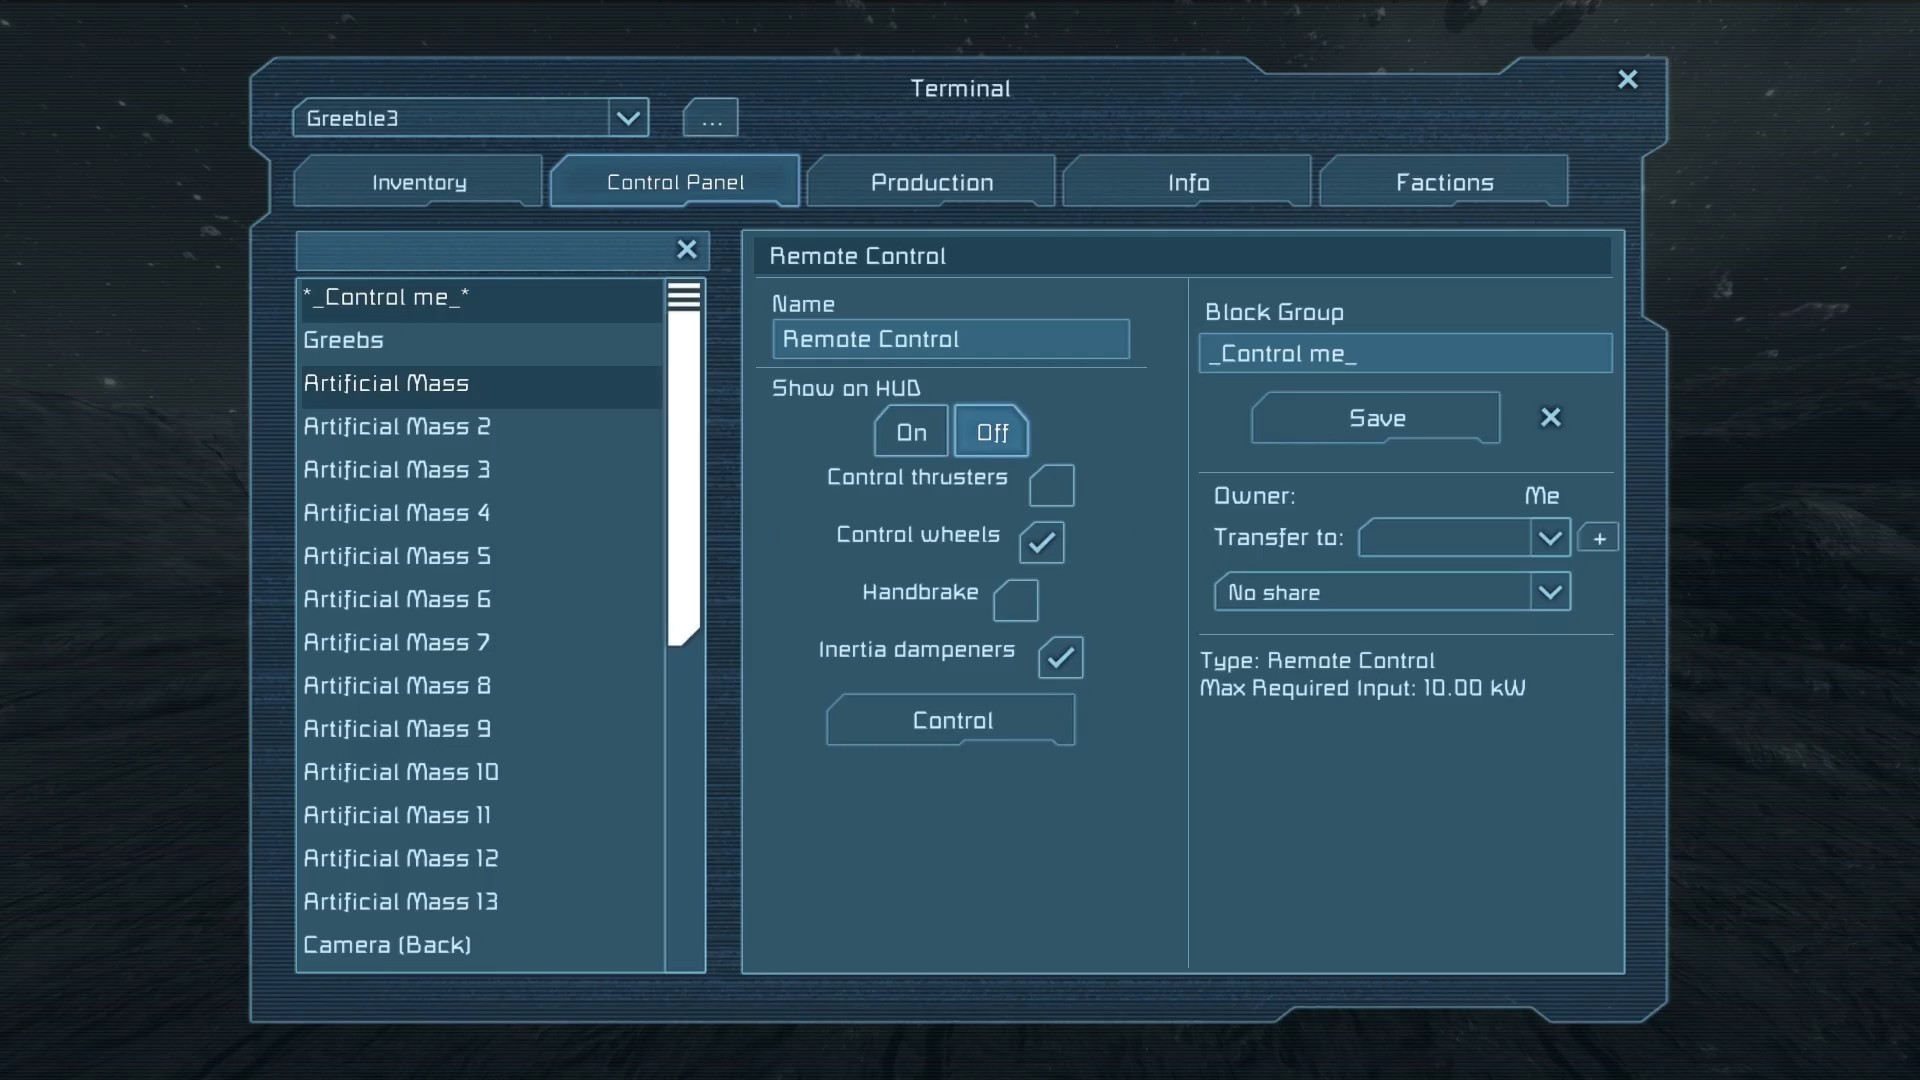 Terminal
Greeble3
...
Inventory
Control Panel
Production
Info
Factions
*_Control me_*
Greebs
Artificial Mass
Artificial Mass 2
Artificial Mass 3
Artificial Mass 4
Artificial Mass 5
Artificial Mass 6
Artificial Mass 7
Artificial Mass 8
Artificial Mass 9
Artificial Mass 10
Artificial Mass 11
Artificial Mass 12
Artificial Mass 13
Camera (Back)
Remote Control
Name
Remote Control
Show on HUD
On Off
Control thrusters
Control wheels
Handbrake
Inertia dampeners
Control
Block Group
_Control me_
Save
Owner: Me
Transfer to: +
No share
Type: Remote Control
Max Required Input: 10.00 kW